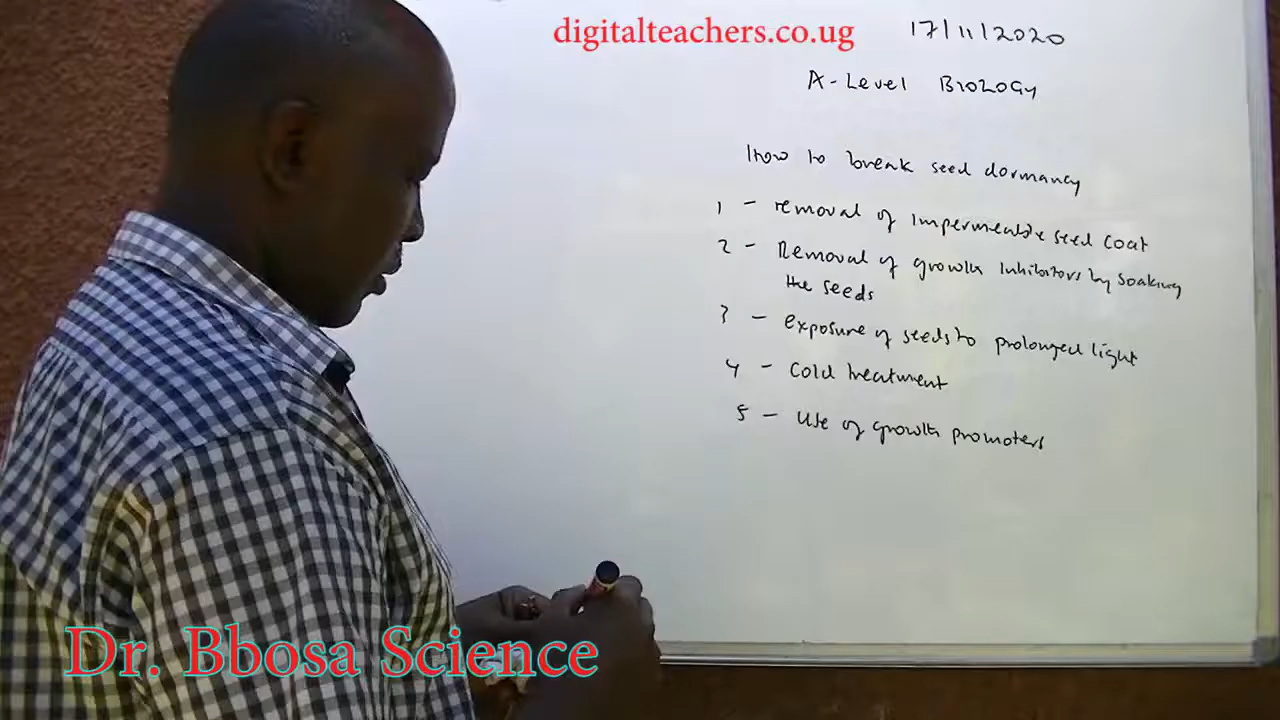 digitalteachers.co.ug
17/11/2020
A-Level Biology
How to break seed dormancy
1 - removal of impermeable seed coat
2 - Removal of growth inhibitors by soaking
the seeds
3 - exposure of seeds to prolonged light
4 - Cold treatment
5 - Use of growth promoters
Dr. Bbosa Science